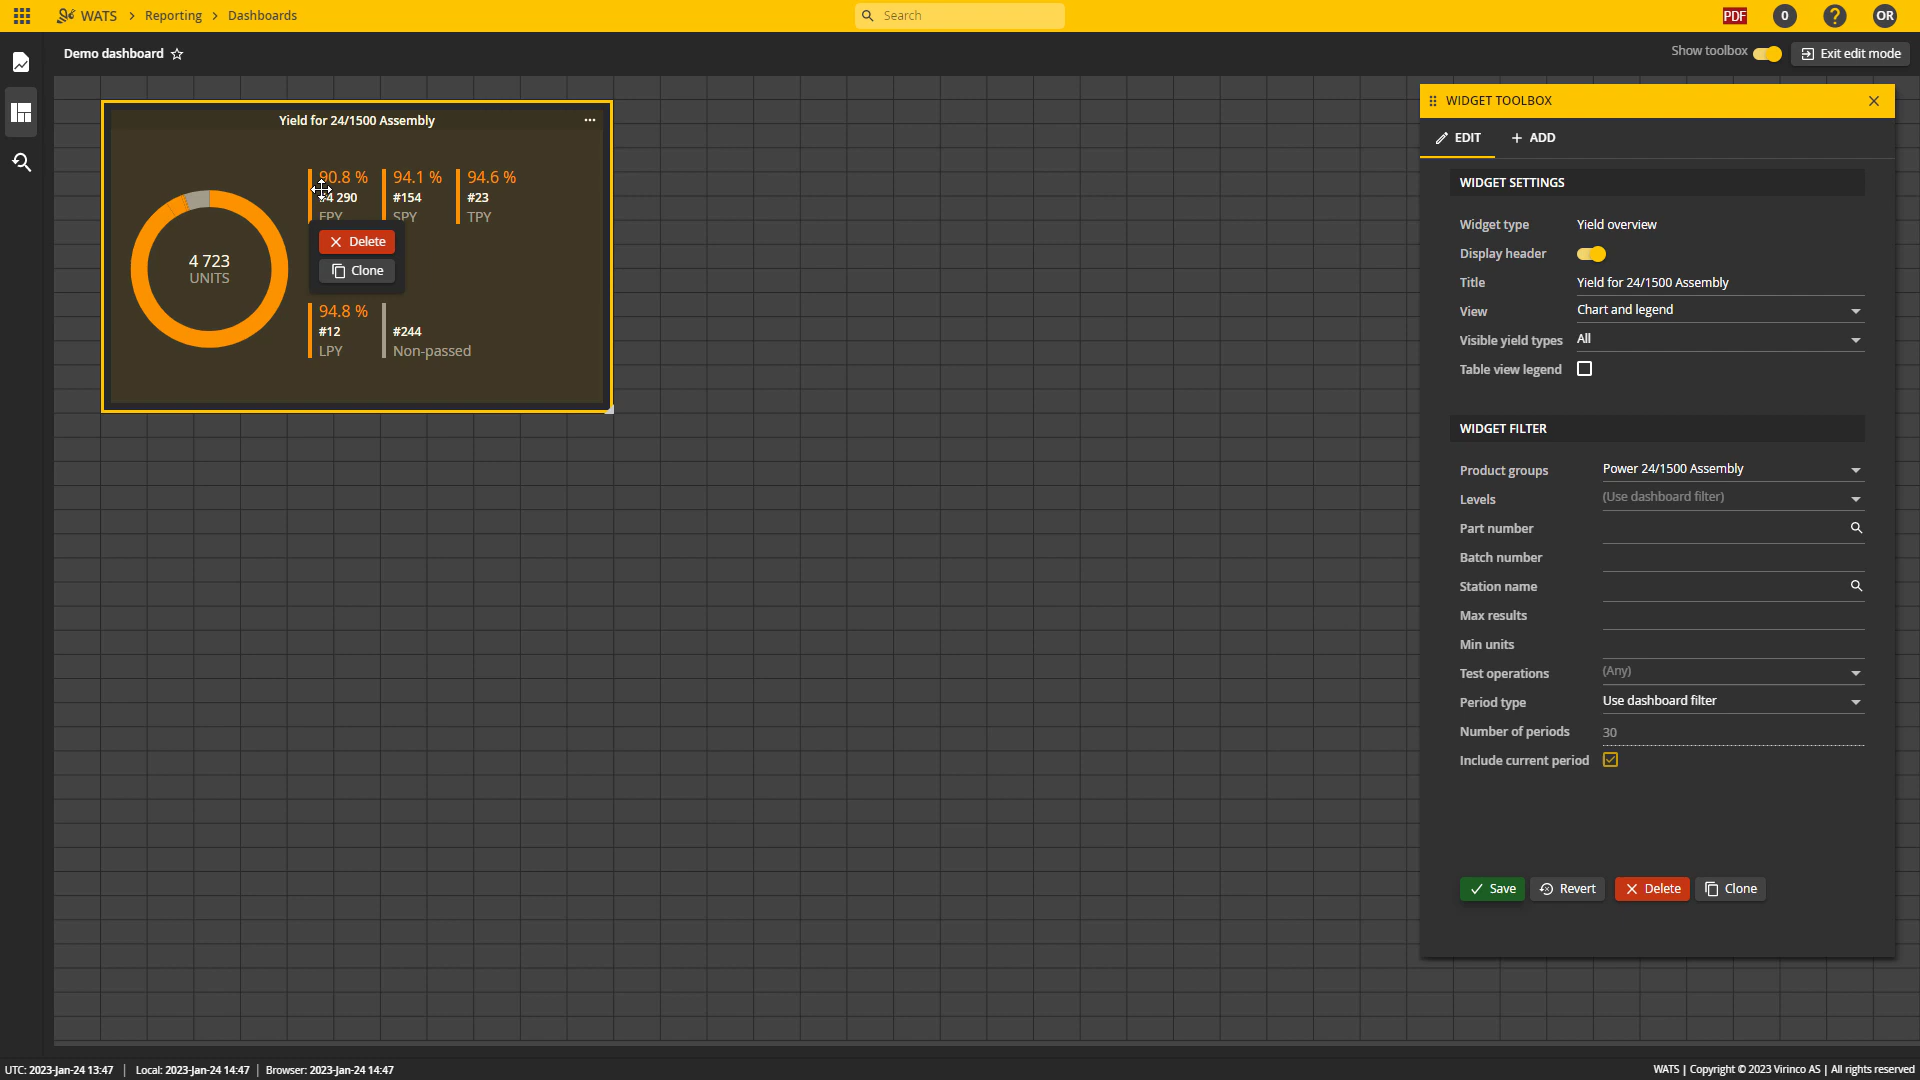 WATS > Reporting > Dashboards
Search
PDF
0
?
OR
Demo dashboard
Show toolbox
Exit edit mode
Yield for 24/1500 Assembly
...
90.8 % 94.1 % 94.6 %
#4 290 #154 #23
FPY SPY TPY
4 723
UNITS
Delete
Clone
94.8 %
#12 #244
LPY Non-passed
WIDGET TOOLBOX
EDIT
ADD
WIDGET SETTINGS
Widget type Yield overview
Display header
Title Yield for 24/1500 Assembly
View Chart and legend
Visible yield types All
Table view legend
WIDGET FILTER
Product groups Power 24/1500 Assembly
Levels (Use dashboard filter)
Part number
Batch number
Station name
Max results
Min units
Test operations (Any)
Period type Use dashboard filter
Number of periods 30
Include current period
Save Revert Delete Clone
UTC: 2023-Jan-24 13:47 | Local: 2023-Jan-24 14:47 | Browser: 2023-Jan-24 14:47
WATS | Copyright © 2023 Virinco AS | All rights reserved